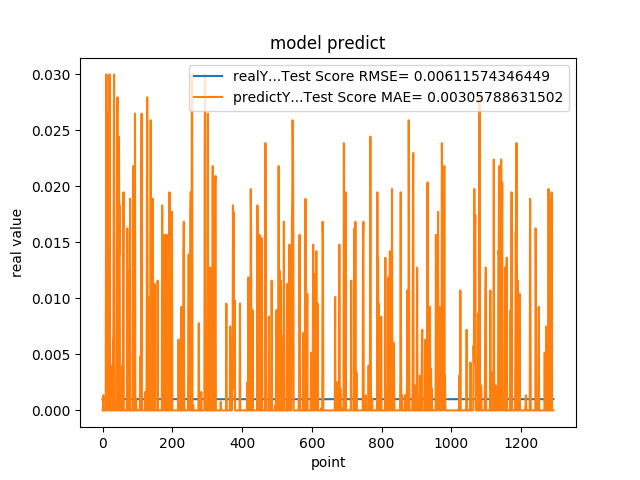 model predict
realY...Test Score RMSE= 0.00611574346449
predictY...Test Score MAE= 0.00305788631502
0.030
0.025
0.020
0.015
0.010
0.005
0.000
real value
0 200 400 600 800 1000 1200
point